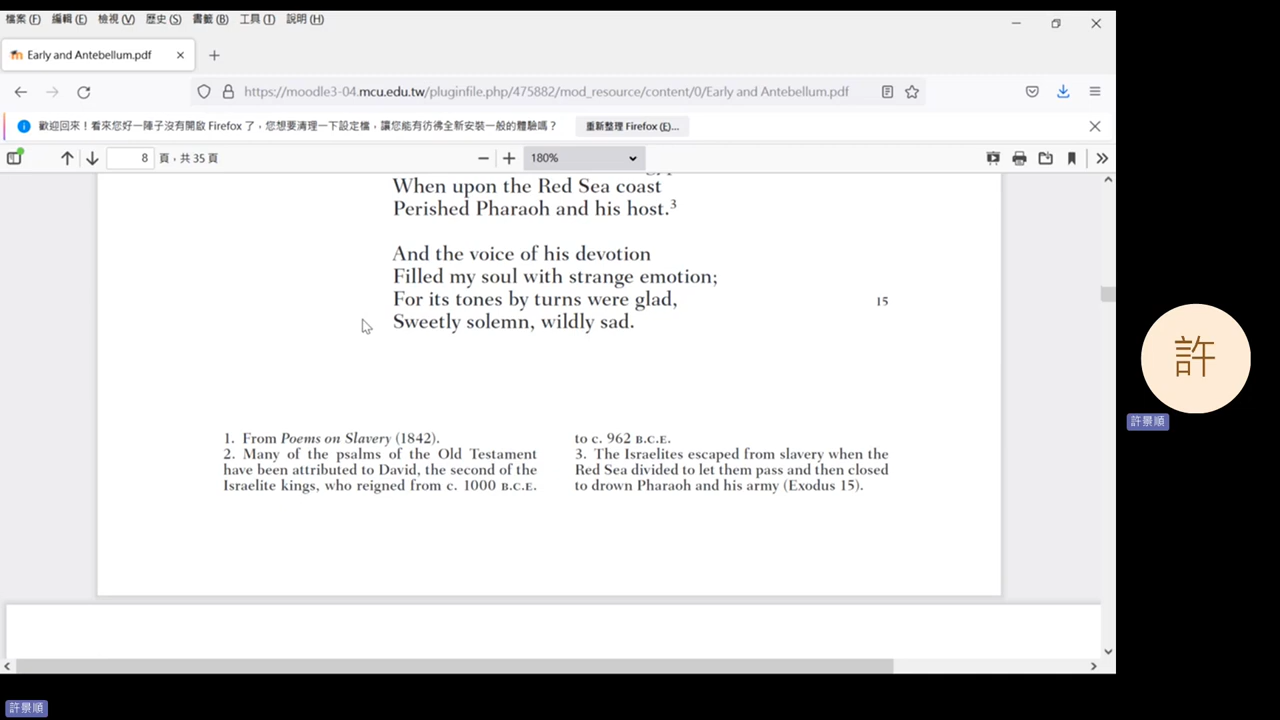 檔案 (F) 編輯 (E) 檢視 (V) 歷史 (S) 書籤 (B) 工具 (T) 說明 (H)
Early and Antebellum.pdf
https://moodle3-04.mcu.edu.tw/pluginfile.php/475882/mod_resource/content/0/Early and Antebellum.pdf
歡迎回來！看來您好一陣子沒有開啟 Firefox 了，您想要清理一下設定檔，讓您能有彷彿全新安裝一般的體驗嗎？ 重新整理 Firefox (E)…
8 頁，共 35 頁 180%
When upon the Red Sea coast
Perished Pharaoh and his host.³
And the voice of his devotion
Filled my soul with strange emotion;
For its tones by turns were glad, 15
Sweetly solemn, wildly sad.
1. From Poems on Slavery (1842).
2. Many of the psalms of the Old Testament
have been attributed to David, the second of the
Israelite kings, who reigned from c. 1000 B.C.E.
to c. 962 B.C.E.
3. The Israelites escaped from slavery when the
Red Sea divided to let them pass and then closed
to drown Pharaoh and his army (Exodus 15).
許
許景順
許景順